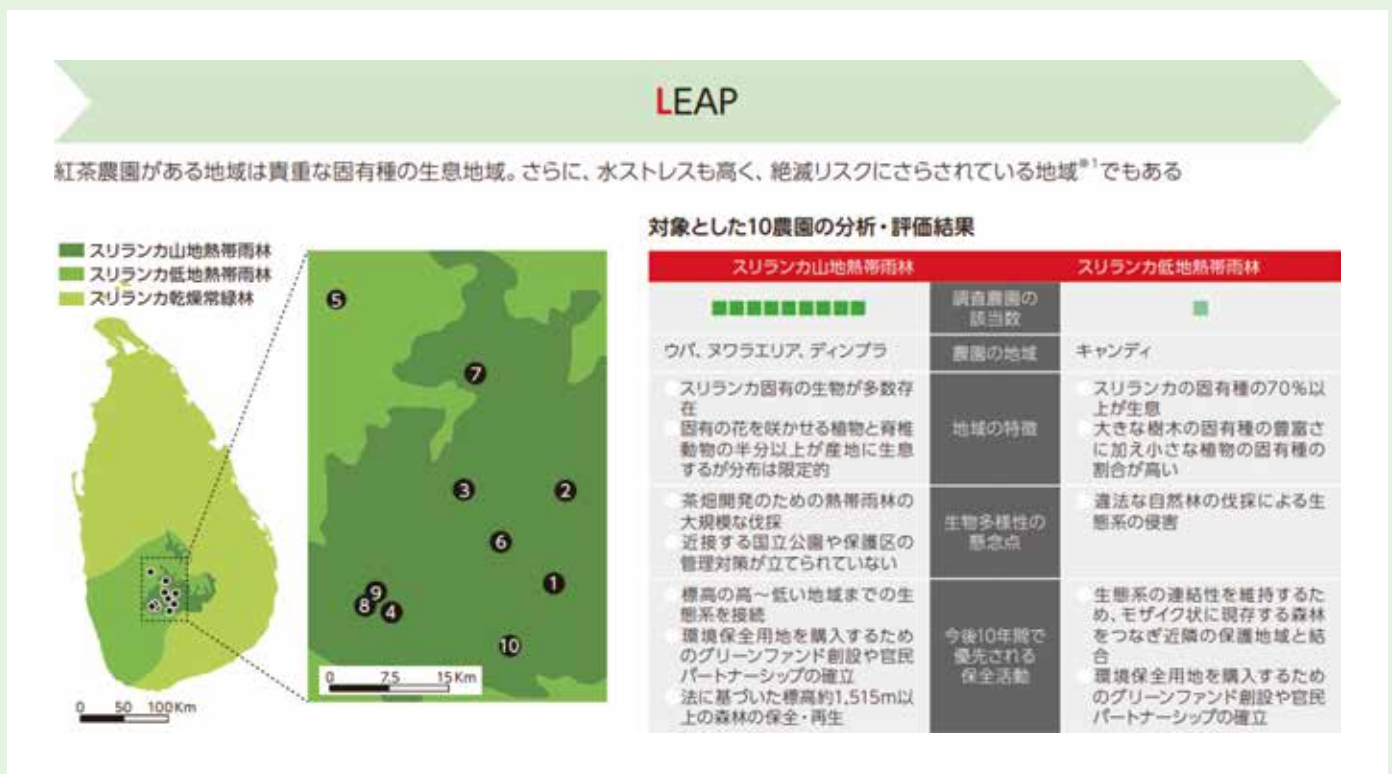 LEAP
紅茶農園がある地域は貴重な固有種の生息地域。さらに、水ストレスも高く、絶滅リスクにさらされている地域※1でもある
スリランカ山地熱帯雨林
スリランカ低地熱帯雨林
スリランカ乾燥常緑林
0 50 100Km
5
7
3
2
6
1
9
8
4
10
0 7.5 15Km
対象とした10農園の分析・評価結果
スリランカ山地熱帯雨林
スリランカ低地熱帯雨林
調査農園の
該当数
ウバ、ヌワラエリア、ディンブラ
農園の地域
キャンディ
スリランカ固有の生物が多数存
在
固有の花を咲かせる植物と脊椎
動物の半分以上が産地に生息
するが分布は限定的
地域の特徴
スリランカの固有種の70%以
上が生息
大きな樹木の固有種の豊富さ
に加え小さな植物の固有種の
割合が高い
茶畑開発のための熱帯雨林の
大規模な伐採
近接する国立公園や保護区の
管理対策が立てられていない
生物多様性の
懸念点
違法な自然林の伐採による生
態系の侵害
標高の高～低い地域までの生
態系を接続
環境保全用地を購入するため
のグリーンファンド創設や官民
パートナーシップの確立
法に基づいた標高約1,515m以
上の森林の保全・再生
今後10年間で
優先される
保全活動
生態系の連結性を維持するた
め、モザイク状に現存する森林
をつなぎ近隣の保護地域と結
合
環境保全用地を購入するため
のグリーンファンド創設や官民
パートナーシップの確立